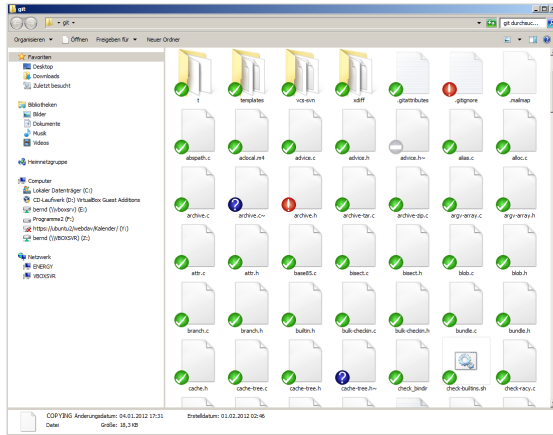 git
git
git durchsuc...
Organisieren Öffnen Freigeben für Neuer Ordner
Favoriten
Desktop
Downloads
Zuletzt besucht
Bibliotheken
Bilder
Dokumente
Musik
Videos
Heimnetzgruppe
Computer
Lokaler Datenträger (C:)
CD-Laufwerk (D:) VirtualBox Guest Additions
bernd (\\vboxsrv) (E:)
Programme2 (F:)
https://ubuntu2/webdav/Kalender/ (Y:)
bernd (\\VBOXSVR) (Z:)
Netzwerk
ENERGY
VBOXSVR
t templates vcs-svn xdiff .gitattributes .gitignore .mailmap
abspath.c aclocal.m4 advice.c advice.h advice.h~ alias.c alloc.c
archive.c archive.c~ archive.h archive-tar.c archive-zip.c argv-array.c argv-array.h
attr.c attr.h base85.c bisect.c bisect.h blob.c blob.h
branch.c branch.h builtin.h bulk-checkin.c bulk-checkin.h bundle.c bundle.h
cache.h cache-tree.c cache-tree.h cache-tree.h~ check_bindir check-builtins.sh check-racy.c
COPYING Änderungsdatum: 04.01.2012 17:31 Erstelldatum: 01.02.2012 02:46
Datei Größe: 18,3 KB